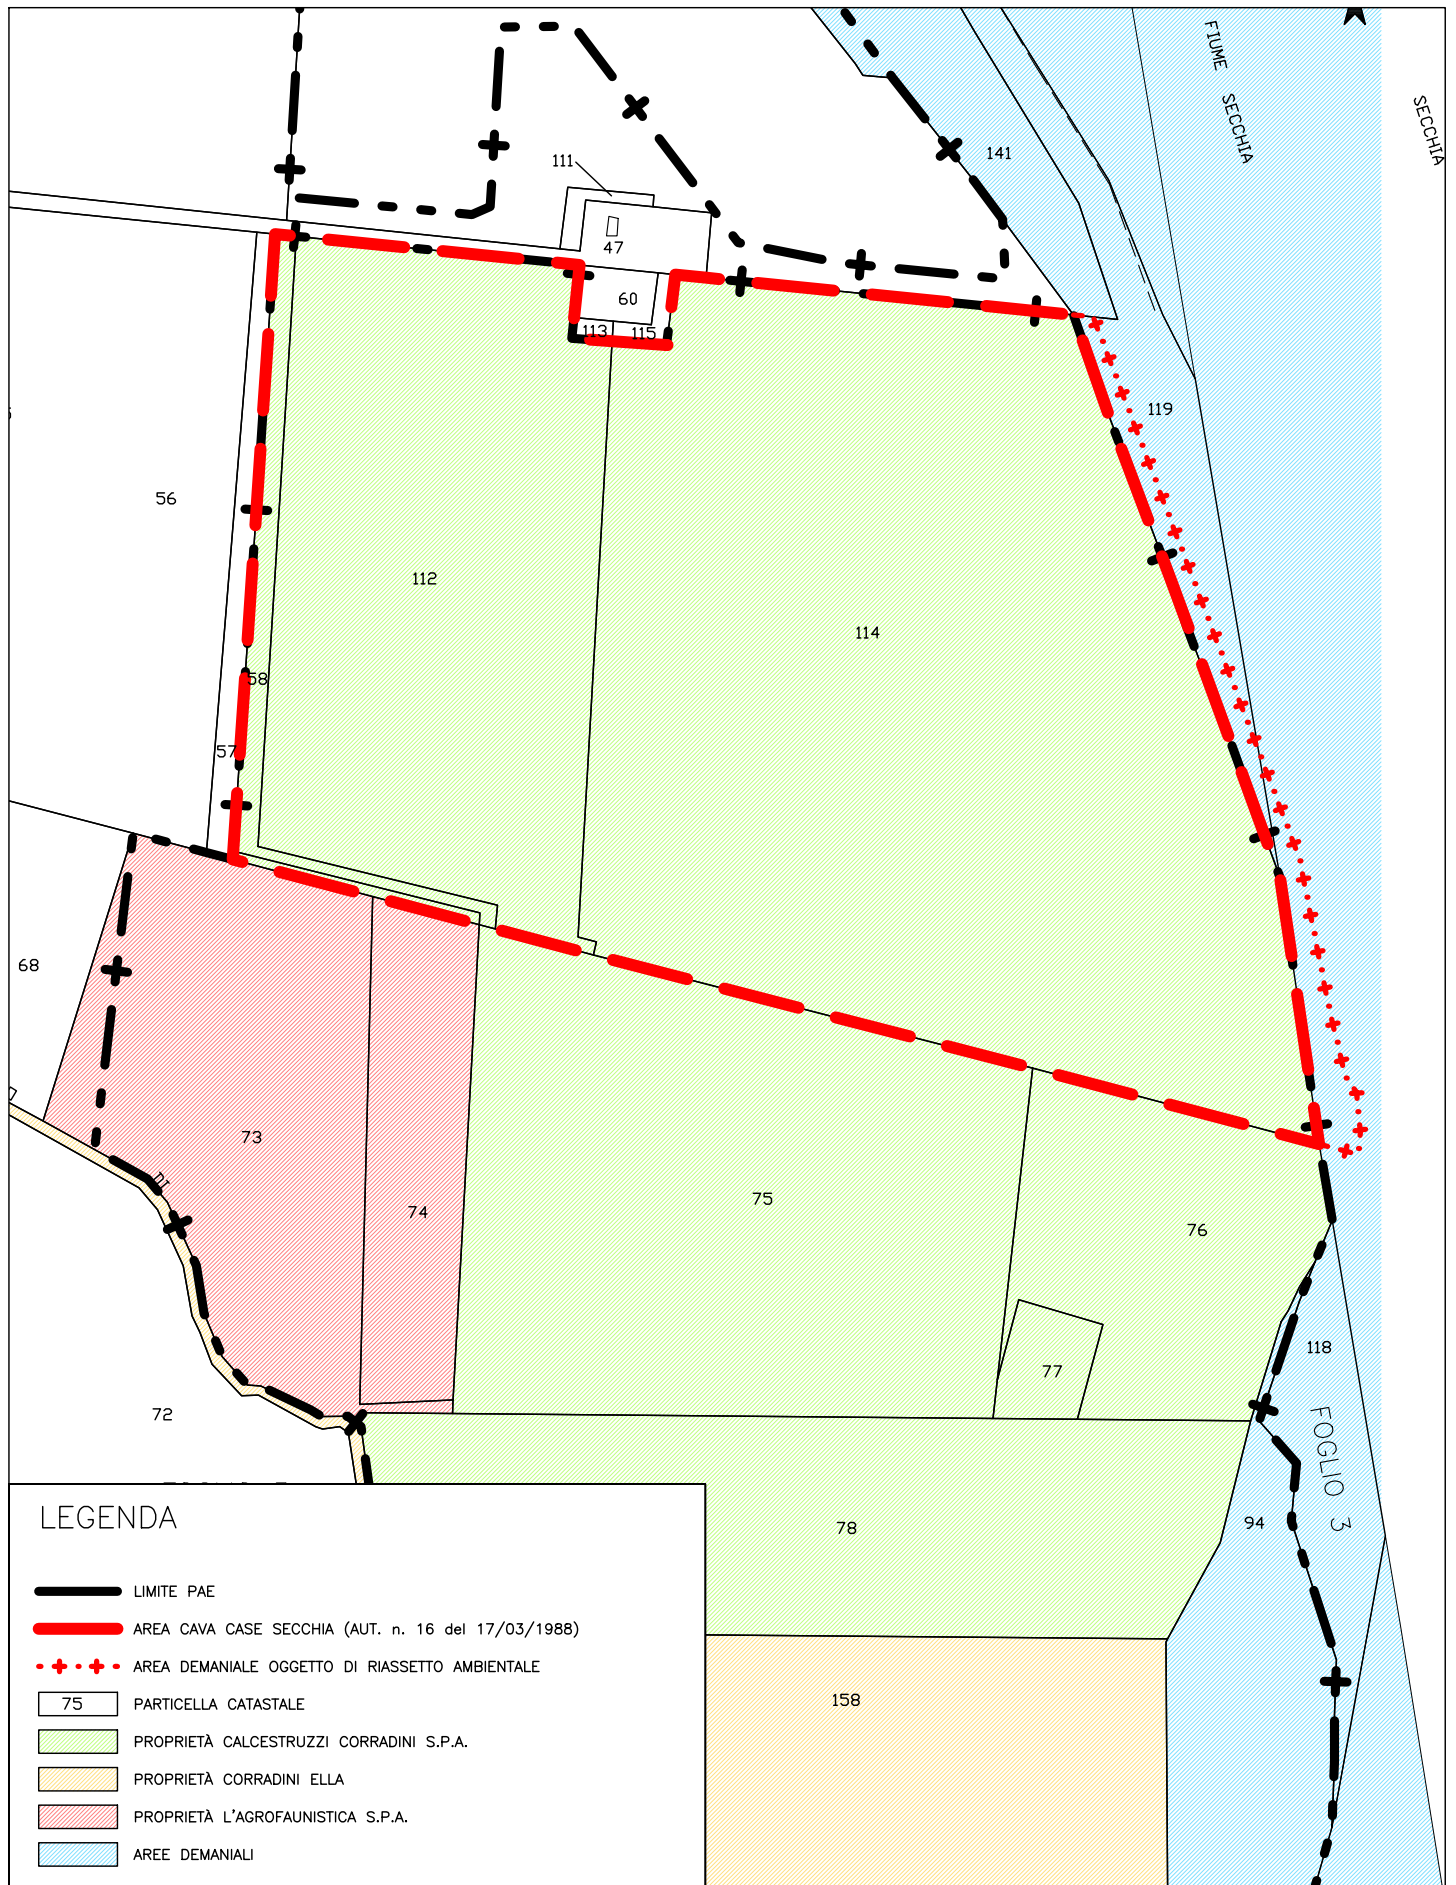 FIUME SECCHIA
SECCHIA
141
111
47
60
113
115
119
56
112
114
58
57
68
73
DI
74
75
76
77
118
72
FOGLIO 3
94
78
158
LEGENDA
LIMITE PAE
AREA CAVA CASE SECCHIA (AUT. n. 16 del 17/03/1988)
AREA DEMANIALE OGGETTO DI RIASSETTO AMBIENTALE
75 PARTICELLA CATASTALE
PROPRIETÀ CALCESTRUZZI CORRADINI S.P.A.
PROPRIETÀ CORRADINI ELLA
PROPRIETÀ L'AGROFAUNISTICA S.P.A.
AREE DEMANIALI